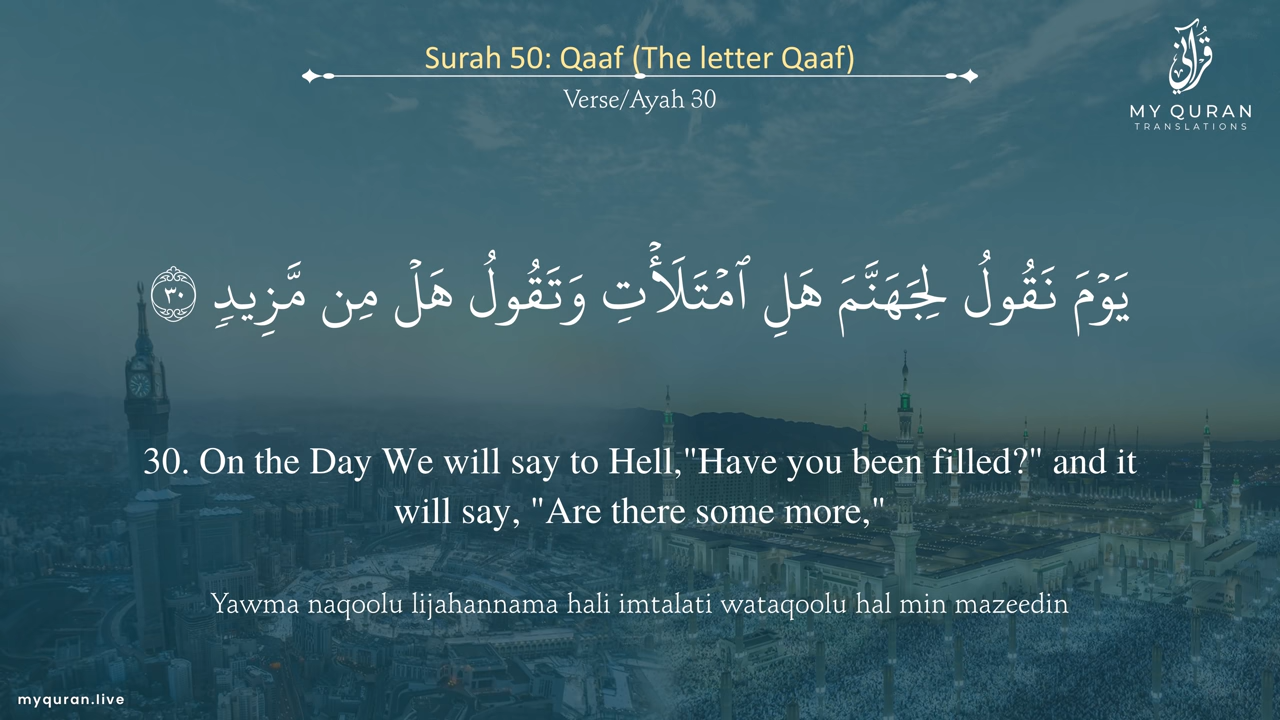 Surah 50: Qaaf (The letter Qaaf)
Verse/Ayah 30
قرآني
MY QURAN
TRANSLATIONS
يَوْمَ نَقُولُ لِجَهَنَّمَ هَلِ ٱمْتَلَأْتِ وَتَقُولُ هَلْ مِن مَّزِيدٍ ٣٠
30. On the Day We will say to Hell,"Have you been filled?" and it
will say, "Are there some more,"
Yawma naqoolu lijahannama hali imtalati wataqoolu hal min mazeedin
myquran.live